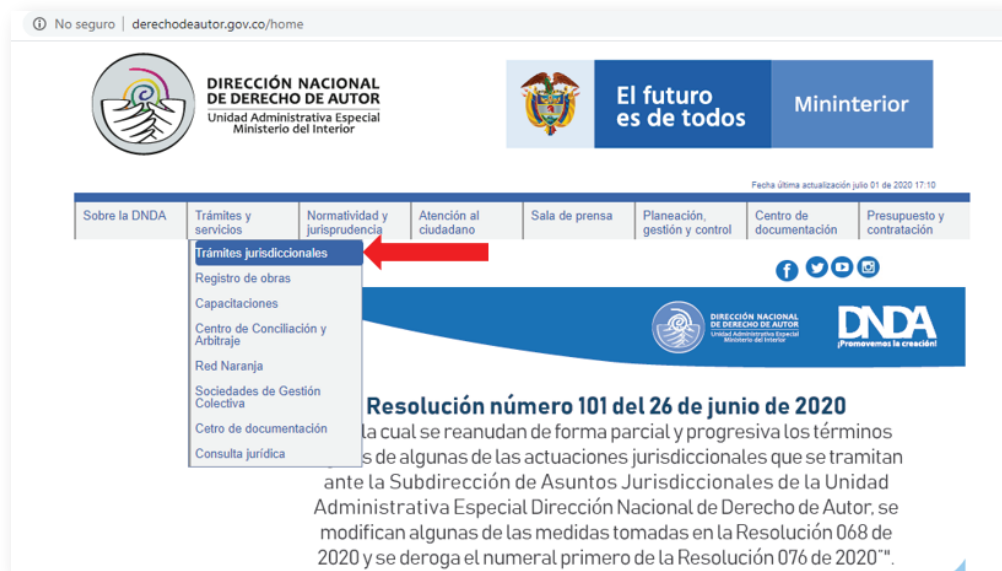 No seguro | derechodeautor.gov.co/home
DIRECCIÓN NACIONAL
DE DERECHO DE AUTOR
Unidad Administrativa Especial
Ministerio del Interior
El futuro
es de todos
Mininterior
Fecha última actualización julio 01 de 2020 17:10
Sobre la DNDA
Trámites y
servicios
Normatividad y
jurisprudencia
Atención al
ciudadano
Sala de prensa
Planeación,
gestión y control
Centro de
documentación
Presupuesto y
contratación
Trámites jurisdiccionales
Registro de obras
Capacitaciones
Centro de Conciliación y
Arbitraje
Red Naranja
Sociedades de Gestión
Colectiva
Cetro de documentación
Consulta jurídica
DIRECCIÓN NACIONAL
DE DERECHO DE AUTOR
Unidad Administrativa Especial
Ministerio del Interior
DNDA
¡Promovemos la creación!
Resolución número 101 del 26 de junio de 2020
la cual se reanudan de forma parcial y progresiva los términos
de algunas de las actuaciones jurisdiccionales que se tramitan
ante la Subdirección de Asuntos Jurisdiccionales de la Unidad
Administrativa Especial Dirección Nacional de Derecho de Autor, se
modifican algunas de las medidas tomadas en la Resolución 068 de
2020 y se deroga el numeral primero de la Resolución 076 de 2020¨".